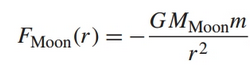 F_Moon(r) = − GM_Moon m / r²